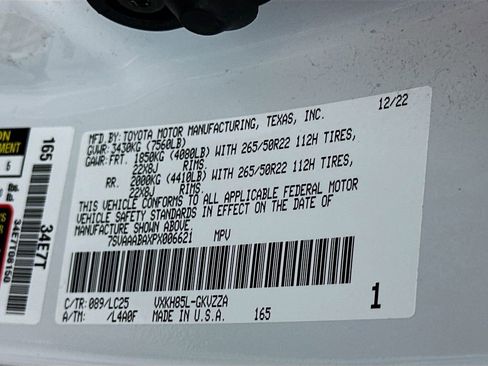 12/22
MFD BY: TOYOTA MOTOR MANUFACTURING, TEXAS, INC.
GVWR: 3430KG (7560LB)
GAWR: FRT. 1850KG (4080LB) WITH 265/50R22 112H TIRES,
22X8J RIMS.
RR. 2000KG (4410LB) WITH 265/50R22 112H TIRES,
22X8J RIMS.
THIS VEHICLE CONFORMS TO ALL APPLICABLE FEDERAL MOTOR
VEHICLE SAFETY STANDARDS IN EFFECT ON THE DATE OF
MANUFACTURE SHOWN ABOVE.
7SVAAABAXPX006621 MPV
C/TR: 089/LC25 VXKH85L-GKVZZA
A/TM: /L4A0F MADE IN U.S.A. 165
1
165
34E7T
34E7T08150